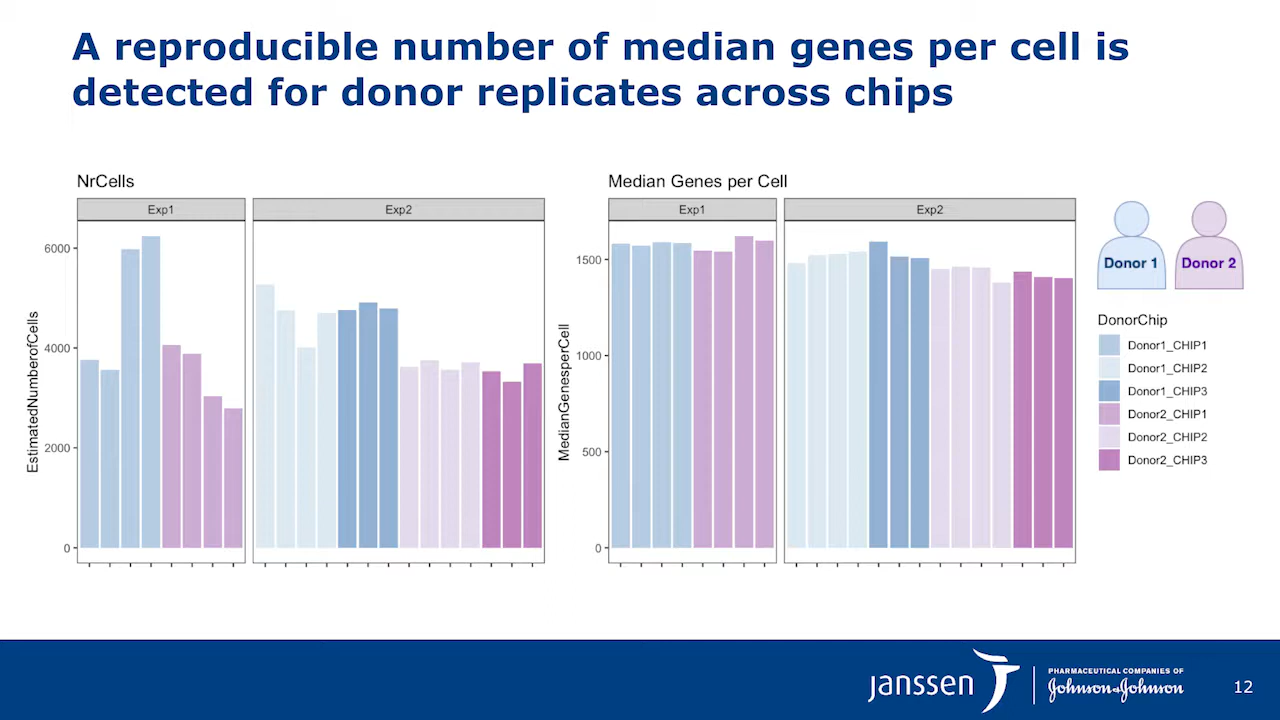 A reproducible number of median genes per cell is
detected for donor replicates across chips
NrCells
Exp1
Exp2
EstimatedNumberofCells
6000
4000
2000
0
Median Genes per Cell
Exp1
Exp2
MedianGenesperCell
1500
1000
500
0
Donor 1
Donor 2
DonorChip
Donor1_CHIP1
Donor1_CHIP2
Donor1_CHIP3
Donor2_CHIP1
Donor2_CHIP2
Donor2_CHIP3
janssen
PHARMACEUTICAL COMPANIES OF
Johnson&Johnson
12